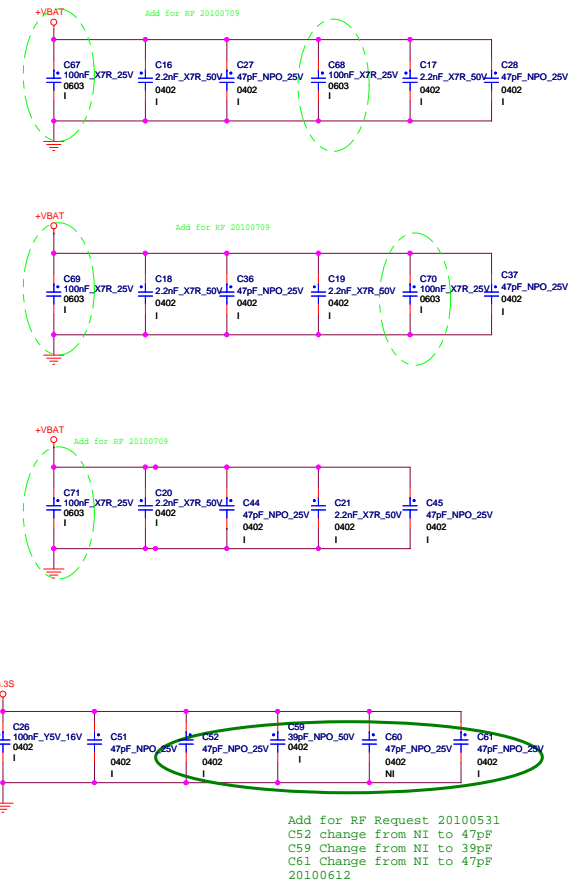 +VBAT
Add for RF 20100709
C67
100nF_X7R_25V
0603
I
C16
2.2nF_X7R_50V
0402
I
C27
47pF_NPO_25V
0402
I
C68
100nF_X7R_25V
0603
I
C17
2.2nF_X7R_50V
0402
I
C28
47pF_NPO_25V
0402
I
+VBAT
Add for RF 20100709
C69
100nF_X7R_25V
0603
I
C18
2.2nF_X7R_50V
0402
I
C36
47pF_NPO_25V
0402
I
C19
2.2nF_X7R_50V
0402
I
C70
100nF_X7R_25V
0603
I
C37
47pF_NPO_25V
0402
I
+VBAT
Add for RF 20100709
C71
100nF_X7R_25V
0603
I
C20
2.2nF_X7R_50V
0402
I
C44
47pF_NPO_25V
0402
I
C21
2.2nF_X7R_50V
0402
I
C45
47pF_NPO_25V
0402
I
.3S
C26
100nF_Y5V_16V
0402
I
C51
47pF_NPO_25V
0402
I
C52
47pF_NPO_25V
0402
I
C59
39pF_NPO_50V
0402
I
C60
47pF_NPO_25V
0402
NI
C61
47pF_NPO_25V
0402
I
Add for RF Request 20100531
C52 change from NI to 47pF
C59 Change from NI to 39pF
C61 Change from NI to 47pF
20100612